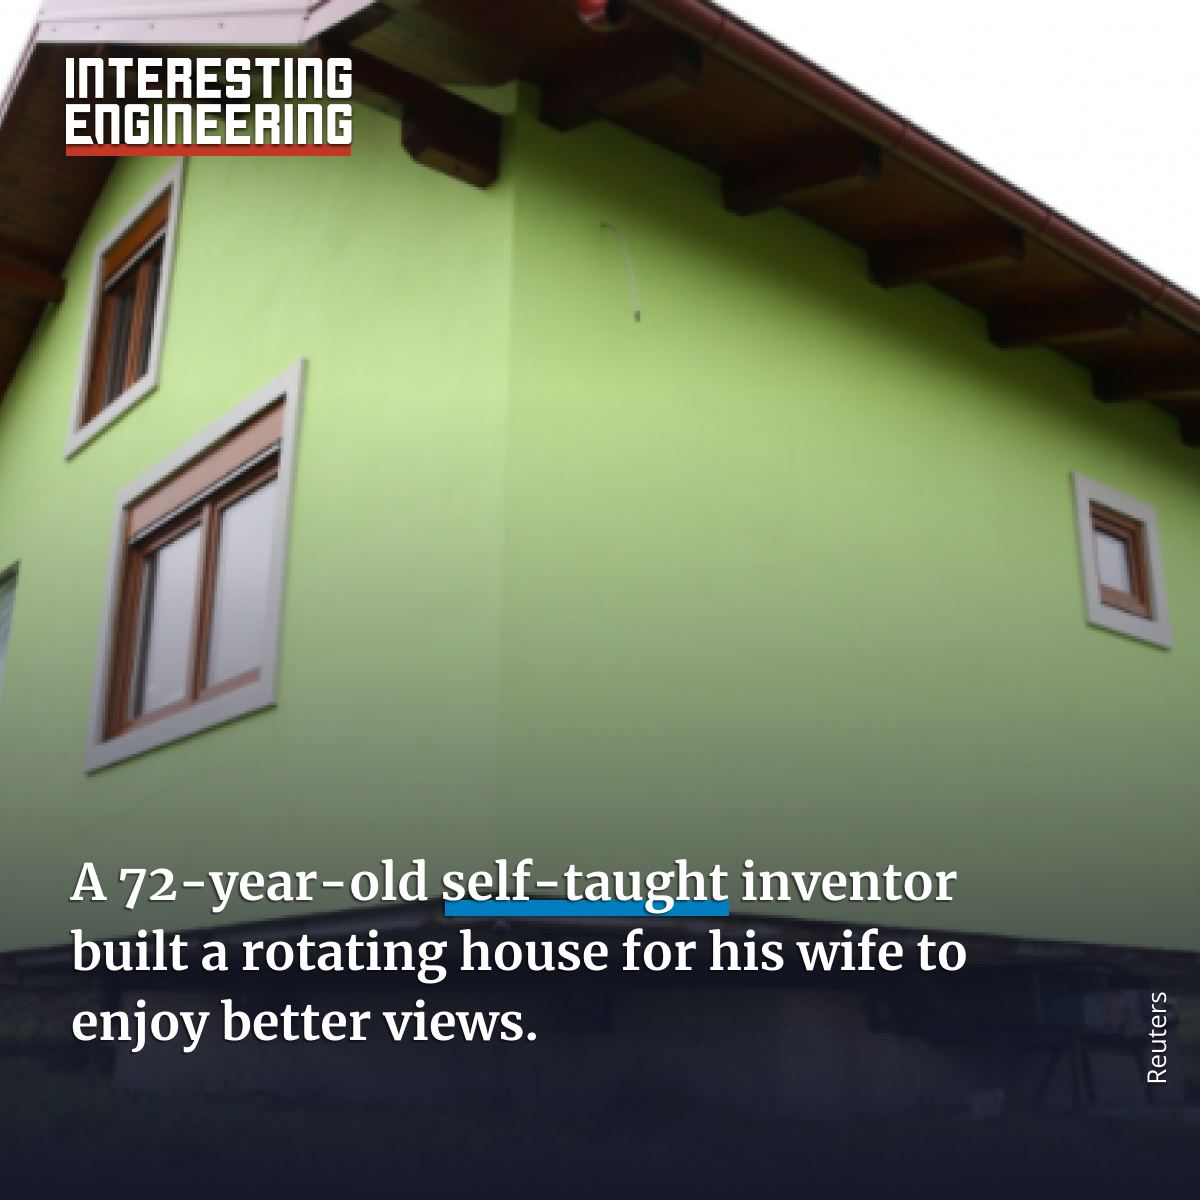 INTERESTING
ENGINEERING
A 72-year-old self-taught inventor
built a rotating house for his wife to
enjoy better views.
Reuters